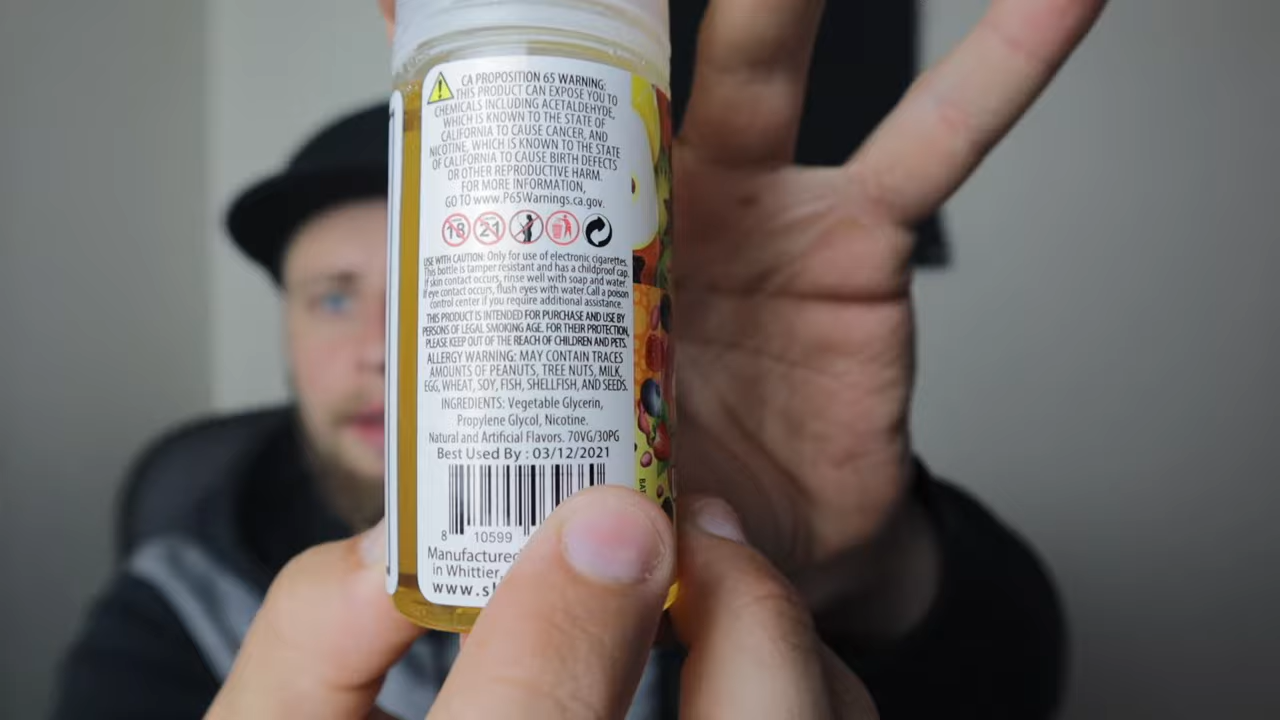 CA PROPOSITION 65 WARNING:
THIS PRODUCT CAN EXPOSE YOU TO
CHEMICALS INCLUDING ACETALDEHYDE,
WHICH IS KNOWN TO THE STATE OF
CALIFORNIA TO CAUSE CANCER, AND
NICOTINE, WHICH IS KNOWN TO THE STATE
OF CALIFORNIA TO CAUSE BIRTH DEFECTS
OR OTHER REPRODUCTIVE HARM.
FOR MORE INFORMATION,
GO TO www.P65Warnings.ca.gov.
18 21
USE WITH CAUTION: Only for use of electronic cigarettes.
This bottle is tamper resistant and has a childproof cap.
If skin contact occurs, rinse well with soap and water.
If eye contact occurs, flush eyes with water. Call a poison
control center if you require additional assistance.
THIS PRODUCT IS INTENDED FOR PURCHASE AND USE BY
PERSONS OF LEGAL SMOKING AGE. FOR THEIR PROTECTION,
PLEASE KEEP OUT OF THE REACH OF CHILDREN AND PETS.
ALLERGY WARNING: MAY CONTAIN TRACES
AMOUNTS OF PEANUTS, TREE NUTS, MILK,
EGG, WHEAT, SOY, FISH, SHELLFISH, AND SEEDS.
INGREDIENTS: Vegetable Glycerin,
Propylene Glycol, Nicotine.
Natural and Artificial Flavors. 70VG/30PG
Best Used By : 03/12/2021
8 10599
Manufactured
in Whittier,
www.s
BAT